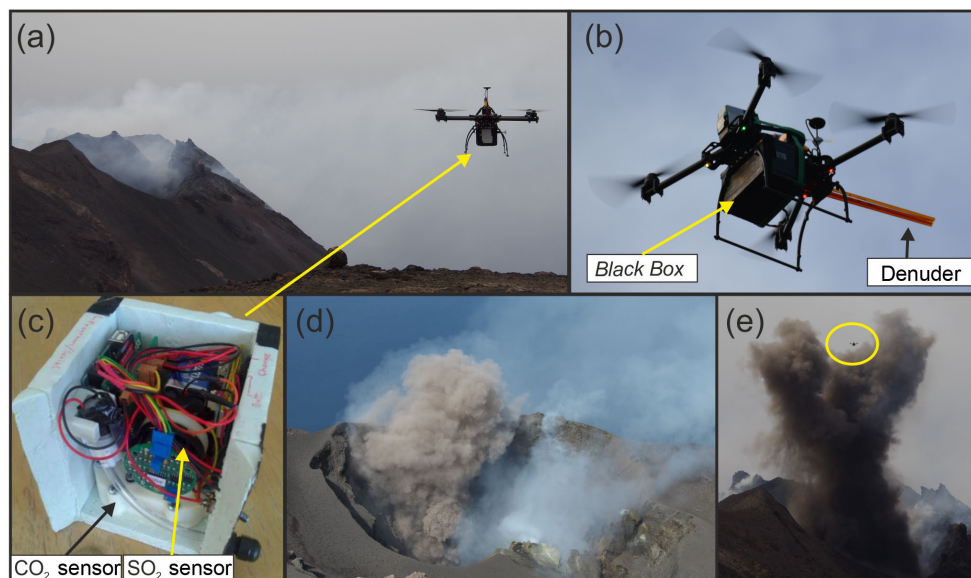 (a)
(b)
Black Box
Denuder
(c)
(d)
(e)
CO₂ sensor
SO₂ sensor